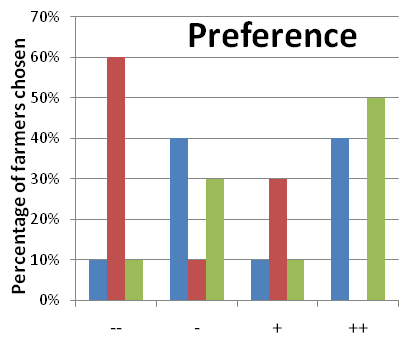 Preference
Percentage of farmers chosen
70%
60%
50%
40%
30%
20%
10%
0%
-- - + ++